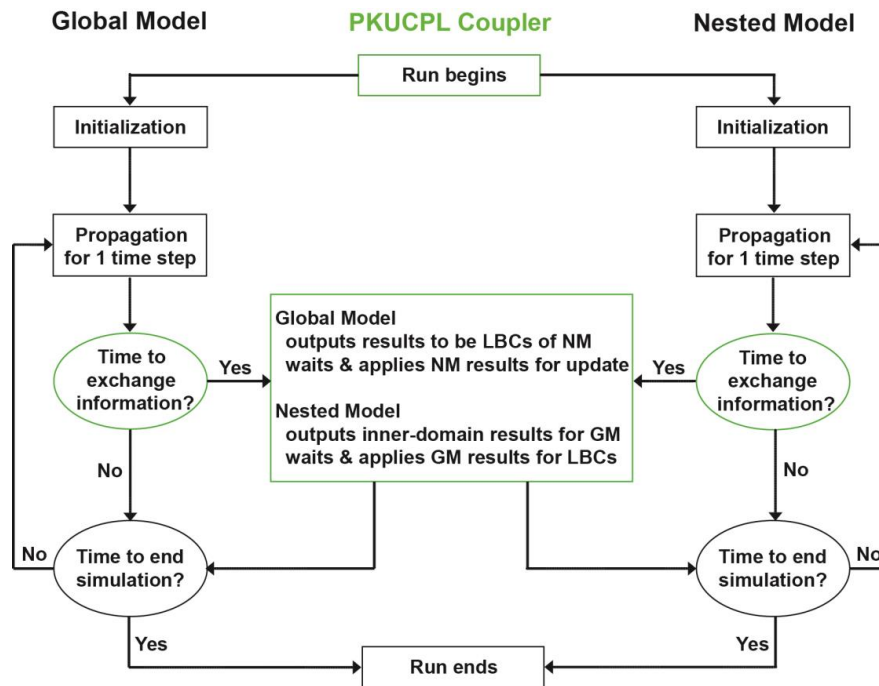 Global Model
PKUCPL Coupler
Nested Model
Run begins
Initialization
Initialization
Propagation
for 1 time step
Propagation
for 1 time step
Global Model
outputs results to be LBCs of NM
waits & applies NM results for update
Nested Model
outputs inner-domain results for GM
waits & applies GM results for LBCs
Time to
exchange
information?
Yes
Yes
Time to
exchange
information?
No
No
No
Time to end
simulation?
Time to end
simulation?
No
Yes
Yes
Run ends